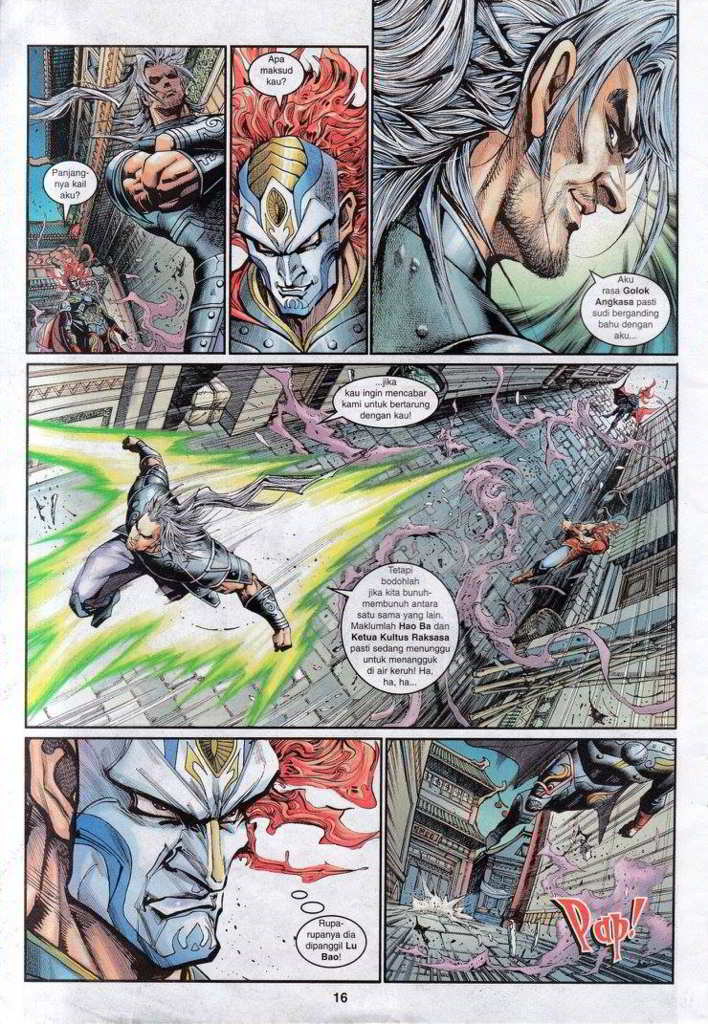 Panjang-
nya kail
aku?
Apa
maksud
kau?
Aku
rasa Golok
Angkasa pasti
sudi berganding
bahu dengan
aku...
...jika
kau ingin mencabar
kami untuk bertarung
dengan kau!
Tetapi
bodohlah
jika kita bunuh-
membunuh antara
satu sama yang lain.
Maklumlah Hao Ba dan
Ketua Kultus Raksasa
pasti sedang menunggu
untuk menangguk
di air keruh! Ha,
ha, ha...
Rupa-
rupanya dia
dipanggil Lu
Bao!
Pap!
16